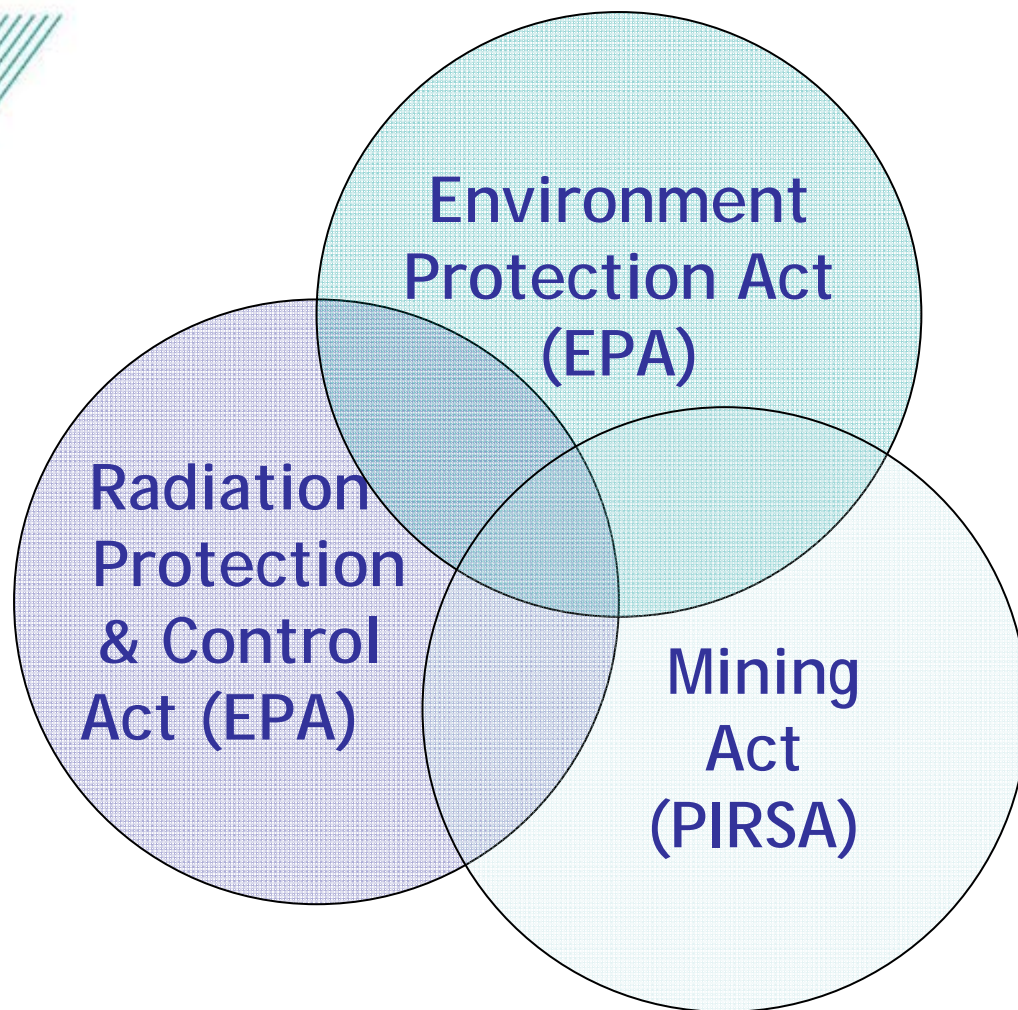 Environment
Protection Act
(EPA)
Radiation
Protection
& Control
Act (EPA)
Mining
Act
(PIRSA)